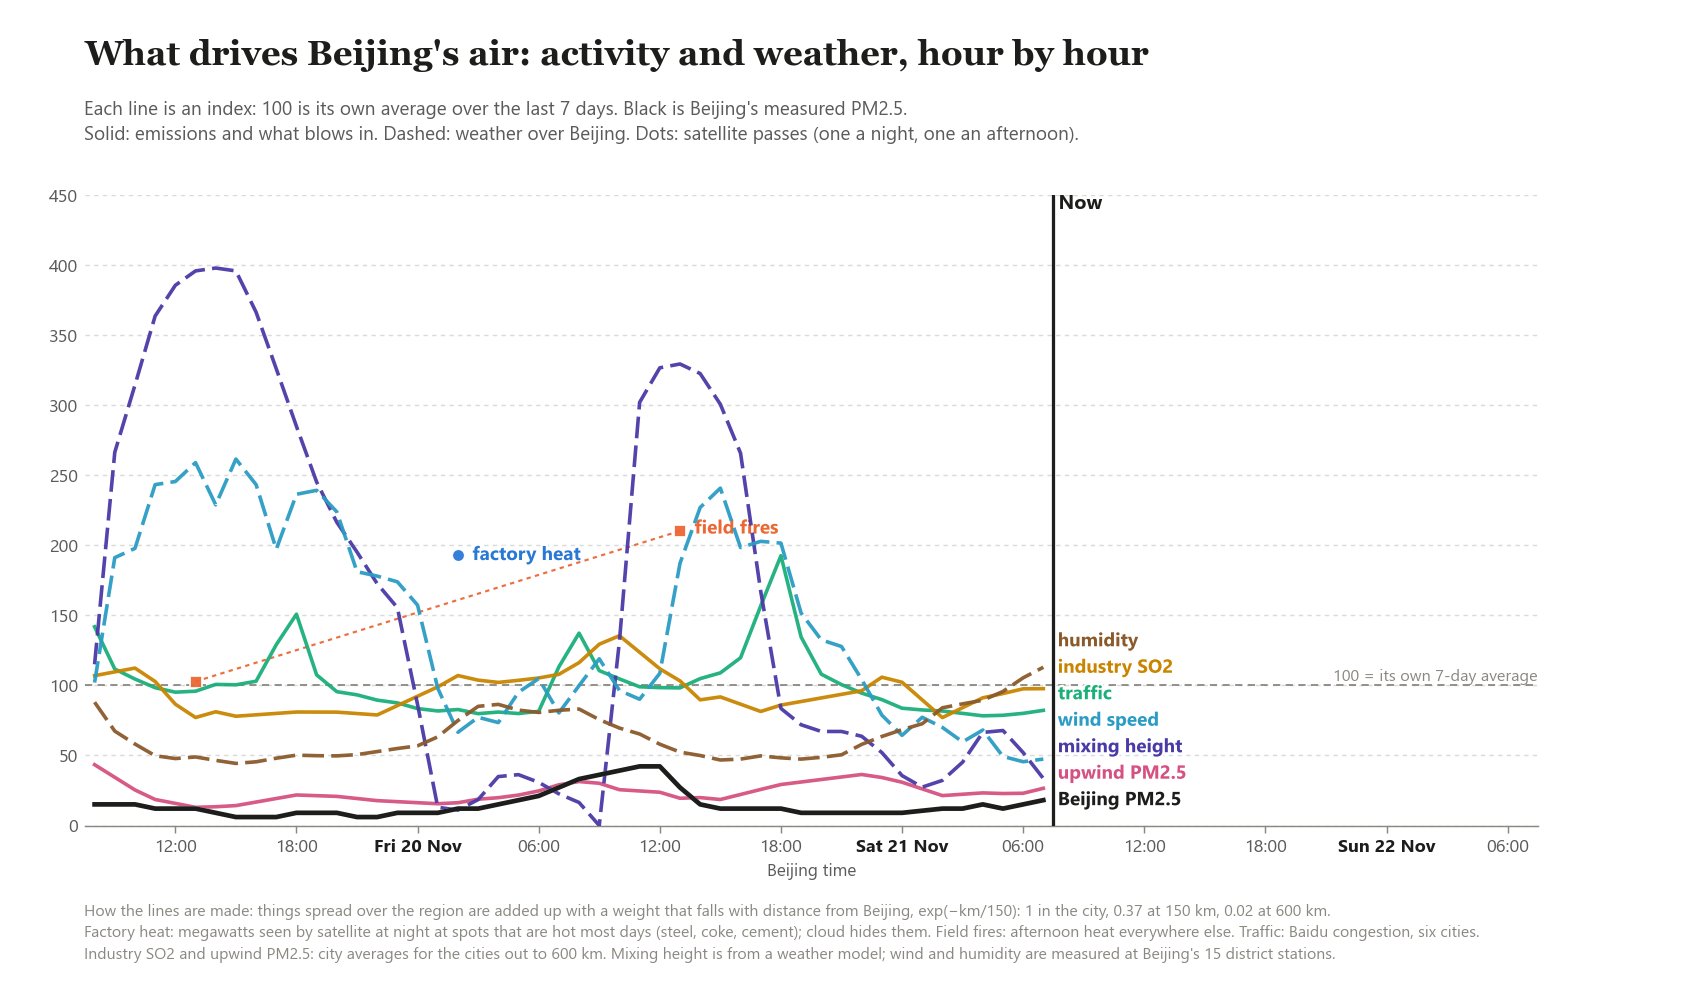 What drives Beijing's air: activity and weather, hour by hour
Each line is an index: 100 is its own average over the last 7 days. Black is Beijing's measured PM2.5.
Solid: emissions and what blows in. Dashed: weather over Beijing. Dots: satellite passes (one a night, one an afternoon).
450
Now
400
350
300
250
field fires
200
factory heat
150
humidity
industry SO2
100 = its own 7-day average
100
traffic
wind speed
50
mixing height
upwind PM2.5
Beijing PM2.5
0
12:00 18:00 Fri 20 Nov 06:00 12:00 18:00 Sat 21 Nov 06:00 12:00 18:00 Sun 22 Nov 06:00
Beijing time
How the lines are made: things spread over the region are added up with a weight that falls with distance from Beijing, exp(−km/150): 1 in the city, 0.37 at 150 km, 0.02 at 600 km.
Factory heat: megawatts seen by satellite at night at spots that are hot most days (steel, coke, cement); cloud hides them. Field fires: afternoon heat everywhere else. Traffic: Baidu congestion, six cities.
Industry SO2 and upwind PM2.5: city averages for the cities out to 600 km. Mixing height is from a weather model; wind and humidity are measured at Beijing's 15 district stations.